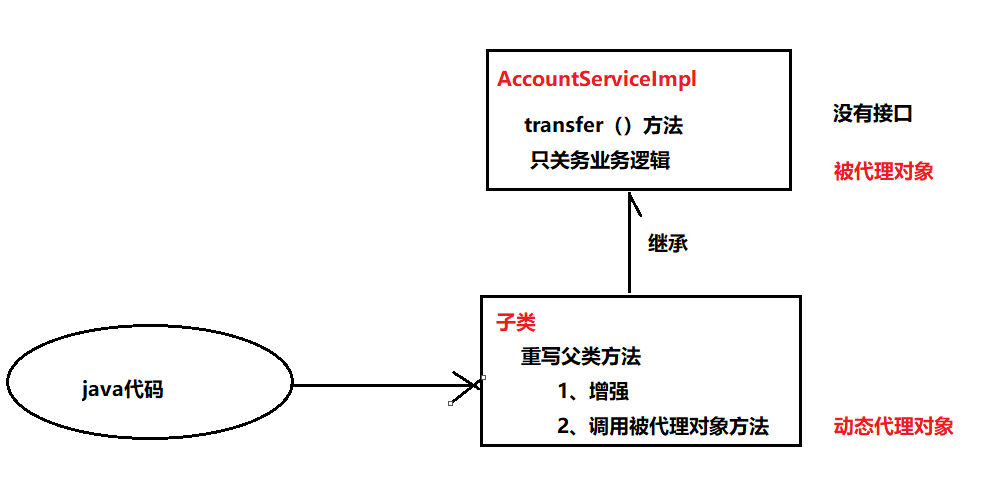 AccountServiceImpl
transfer（）方法
只关务业务逻辑
没有接口
被代理对象
继承
子类
重写父类方法
1、增强
2、调用被代理对象方法
java代码
动态代理对象